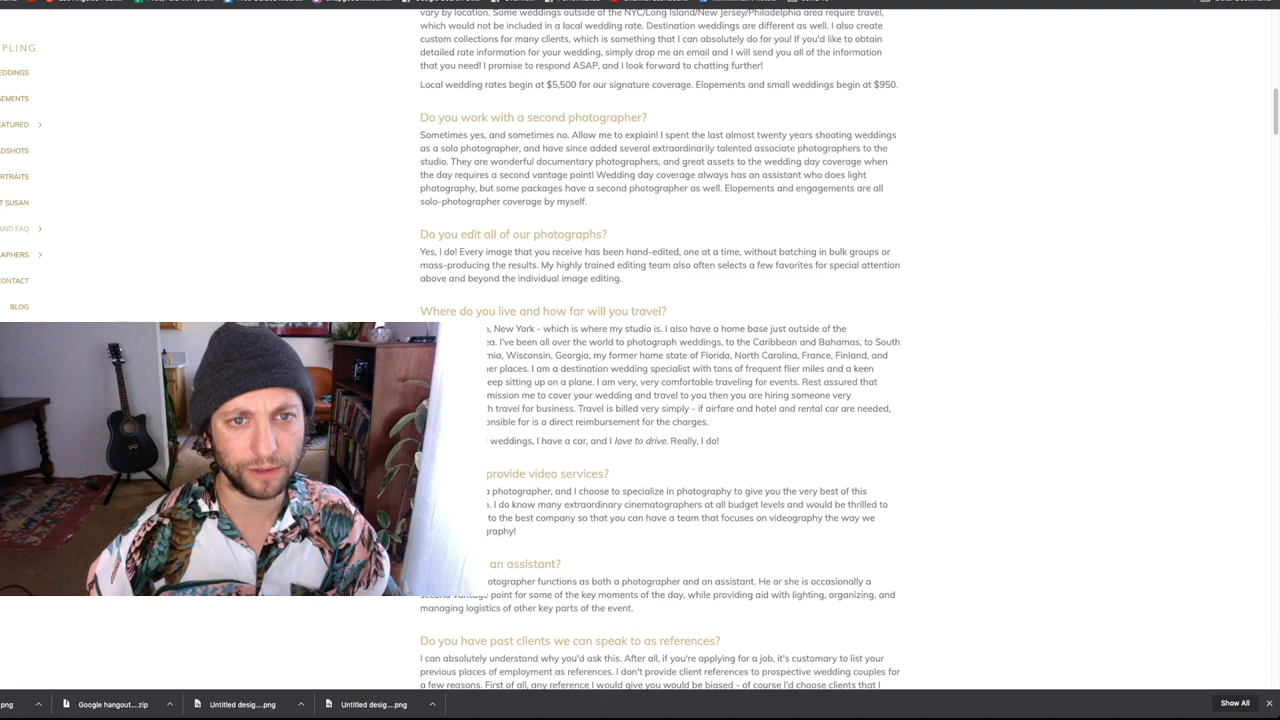 vary by location. Some weddings outside of the NYC/Long Island/New Jersey/Philadelphia area require travel,
which would not be included in a local wedding rate. Destination weddings are different as well. I also create
custom collections for many clients, which is something that I can absolutely do for you! If you'd like to obtain
detailed rate information for your wedding, simply drop me an email and I will send you all of the information
that you need! I promise to respond ASAP, and I look forward to chatting further!
Local wedding rates begin at $5,500 for our signature coverage. Elopements and small weddings begin at $950.
Do you work with a second photographer?
Sometimes yes, and sometimes no. Allow me to explain! I spent the last almost twenty years shooting weddings
as a solo photographer, and have since added several extraordinarily talented associate photographers to the
studio. They are wonderful documentary photographers, and great assets to the wedding day coverage when
the day requires a second vantage point! Wedding day coverage always has an assistant who does light
photography, but some packages have a second photographer as well. Elopements and engagements are all
solo-photographer coverage by myself.
Do you edit all of our photographs?
Yes, I do! Every image that you receive has been hand-edited, one at a time, without batching in bulk groups or
mass-producing the results. My highly trained editing team also often selects a few favorites for special attention
above and beyond the individual image editing.
Where do you live and how far will you travel?
, New York - which is where my studio is. I also have a home base just outside of the
ea. I've been all over the world to photograph weddings, to the Caribbean and Bahamas, to South
nia, Wisconsin, Georgia, my former home state of Florida, North Carolina, France, Finland, and
er places. I am a destination wedding specialist with tons of frequent flier miles and a keen
eep sitting up on a plane. I am very, very comfortable traveling for events. Rest assured that
mission me to cover your wedding and travel to you then you are hiring someone very
h travel for business. Travel is billed very simply - if airfare and hotel and rental car are needed,
onsible for is a direct reimbursement for the charges.
weddings, I have a car, and I love to drive. Really, I do!
provide video services?
a photographer, and I choose to specialize in photography to give you the very best of this
. I do know many extraordinary cinematographers at all budget levels and would be thrilled to
to the best company so that you can have a team that focuses on videography the way we
graphy!
an assistant?
otographer functions as both a photographer and an assistant. He or she is occasionally a
second vantage point for some of the key moments of the day, while providing aid with lighting, organizing, and
managing logistics of other key parts of the event.
Do you have past clients we can speak to as references?
I can absolutely understand why you'd ask this. After all, if you're applying for a job, it's customary to list your
previous places of employment as references. I don't provide client references to prospective wedding couples for
a few reasons. First of all, any reference I would give you would be biased - of course I'd choose clients that I
PLING
EDDINGS
GEMENTS
EATURED
ADSHOTS
RTRAITS
T SUSAN
AND FAQ
RAPHERS
CONTACT
BLOG
.png
Google hangout....zip
Untitled desig....png
Untitled desig....png
Show All